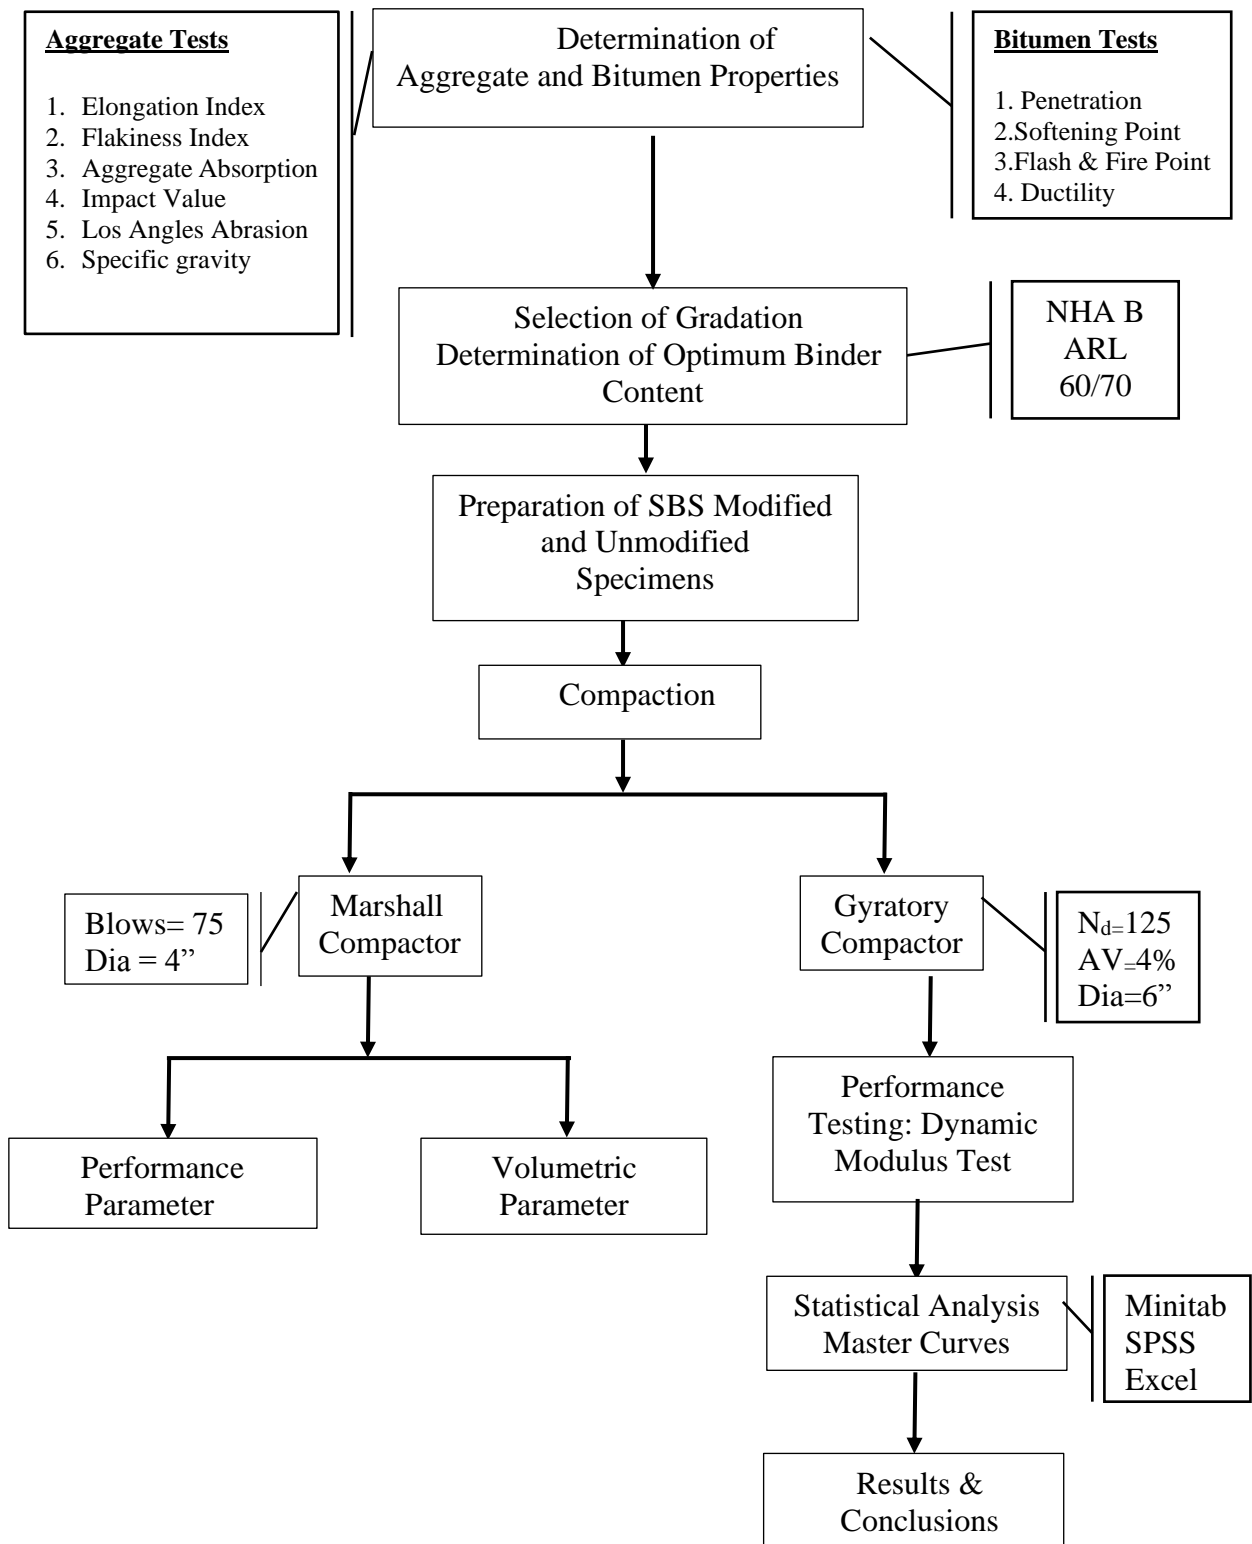 Aggregate Tests
1. Elongation Index
2. Flakiness Index
3. Aggregate Absorption
4. Impact Value
5. Los Angles Abrasion
6. Specific gravity
Determination of
Aggregate and Bitumen Properties
Bitumen Tests
1. Penetration
2.Softening Point
3.Flash & Fire Point
4. Ductility
Selection of Gradation
Determination of Optimum Binder
Content
NHA B
ARL
60/70
Preparation of SBS Modified
and Unmodified
Specimens
Compaction
Blows= 75
Dia = 4”
Marshall
Compactor
Gyratory
Compactor
Nd=125
AV=4%
Dia=6”
Performance
Parameter
Volumetric
Parameter
Performance
Testing: Dynamic
Modulus Test
Statistical Analysis
Master Curves
Minitab
SPSS
Excel
Results &
Conclusions